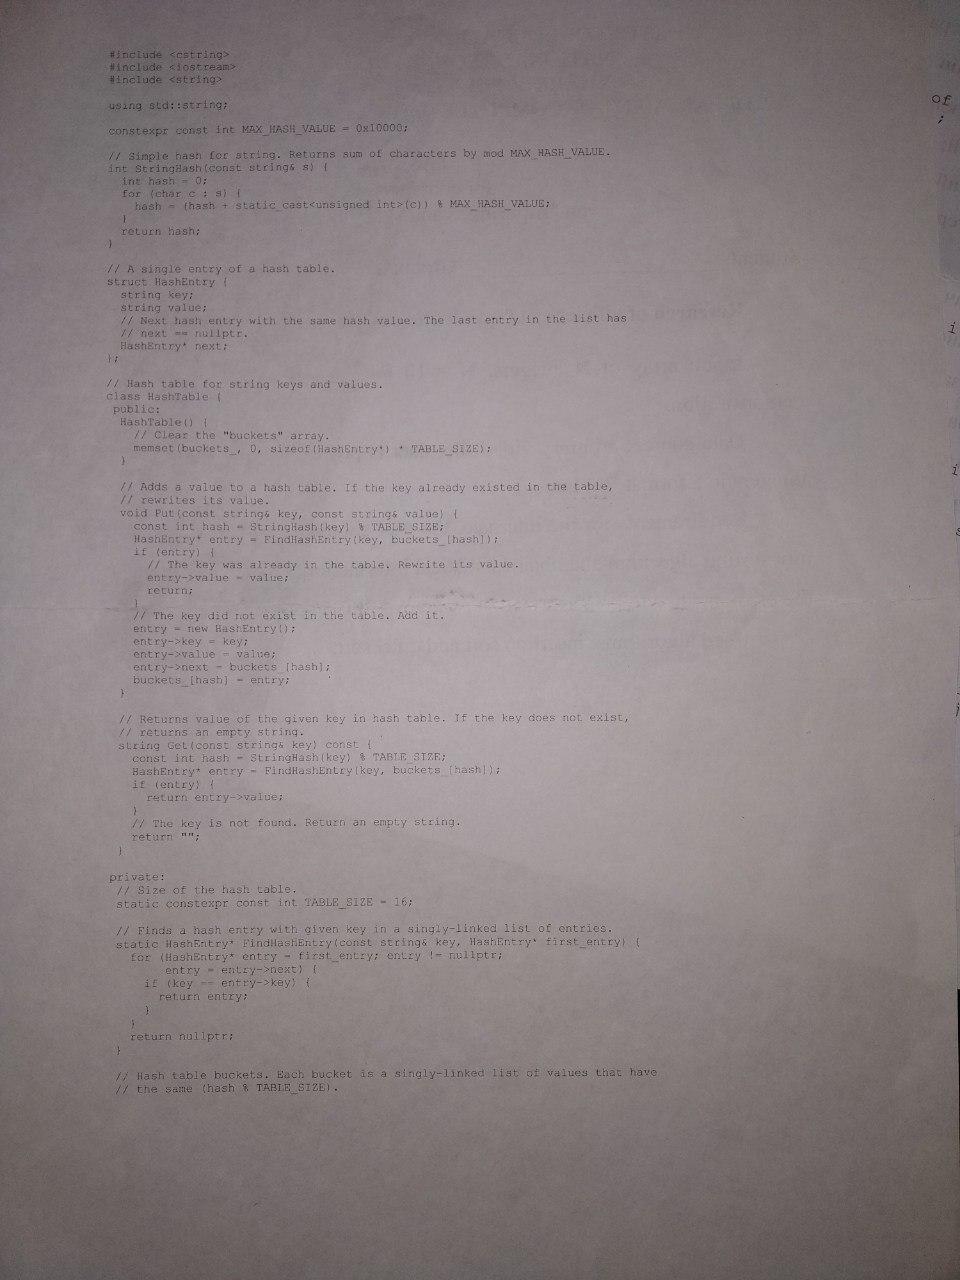 #include <cstring>
#include <iostream>
#include <string>
using std::string;
constexpr const int MAX_HASH_VALUE = 0x10000;
// Simple hash for string. Returns sum of characters by mod MAX_HASH_VALUE.
int StringHash(const string& s) {
int hash = 0;
for (char c : s) {
hash = (hash + static_cast<unsigned int>(c)) % MAX_HASH_VALUE;
}
return hash;
}
// A single entry of a hash table.
struct HashEntry {
string key;
string value;
// Next hash entry with the same hash value. The last entry in the list has
// next == nullptr.
HashEntry* next;
};
// Hash table for string keys and values.
class HashTable {
public:
HashTable() {
// Clear the "buckets" array.
memset(buckets_, 0, sizeof(HashEntry*) * TABLE_SIZE);
}
// Adds a value to a hash table. If the key already existed in the table,
// rewrites its value.
void Put(const string& key, const string& value) {
const int hash = StringHash(key) % TABLE_SIZE;
HashEntry* entry = FindHashEntry(key, buckets_[hash]);
if (entry) {
// The key was already in the table. Rewrite its value.
entry->value = value;
return;
}
// The key did not exist in the table. Add it.
entry = new HashEntry();
entry->key = key;
entry->value = value;
entry->next = buckets_[hash];
buckets_[hash] = entry;
}
// Returns value of the given key in hash table. If the key does not exist,
// returns an empty string.
string Get(const string& key) const {
const int hash = StringHash(key) % TABLE_SIZE;
HashEntry* entry = FindHashEntry(key, buckets_[hash]);
if (entry) {
return entry->value;
}
// The key is not found. Return an empty string.
return "";
}
private:
// Size of the hash table.
static constexpr const int TABLE_SIZE = 16;
// Finds a hash entry with given key in a singly-linked list of entries.
static HashEntry* FindHashEntry(const string& key, HashEntry* first_entry) {
for (HashEntry* entry = first_entry; entry != nullptr;
entry = entry->next) {
if (key == entry->key) {
return entry;
}
}
return nullptr;
}
// Hash table buckets. Each bucket is a singly-linked list of values that have
// the same (hash % TABLE_SIZE).
of
;